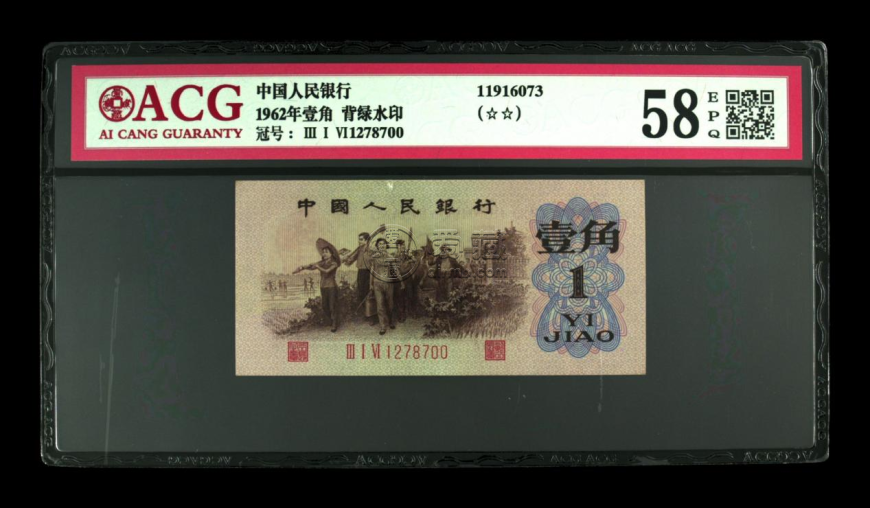 ACG
AI CANG GUARANTY
中国人民银行
1962年壹角 背绿水印
冠号： Ⅲ Ⅰ Ⅵ1278700
11916073
(☆☆)
58
EPQ
中國人民銀行
壹角
1
YI
JIAO
Ⅲ Ⅰ Ⅵ 1278700